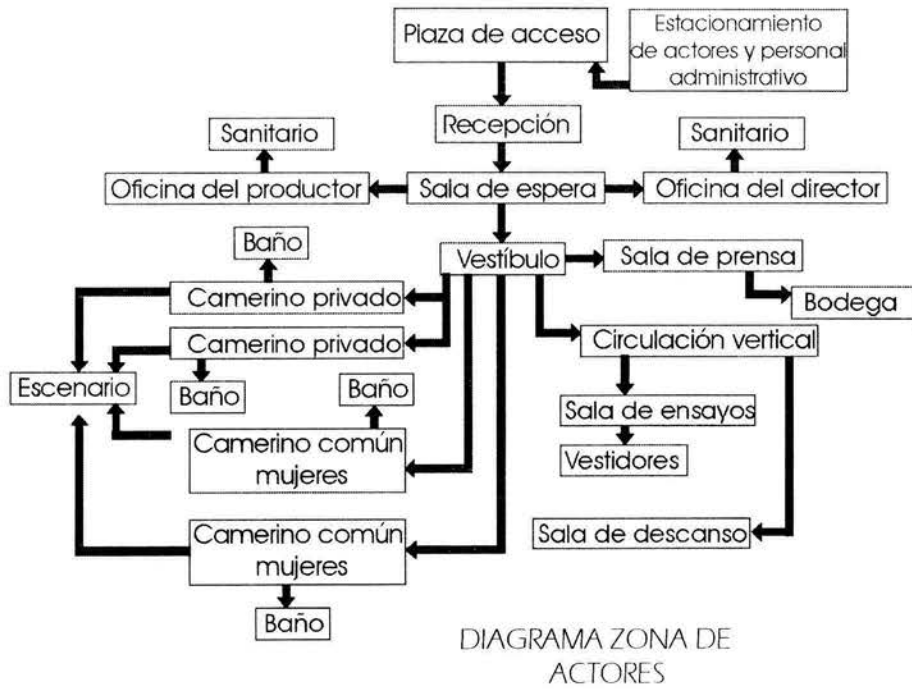 Plaza de acceso
Estacionamiento
de actores y personal
administrativo
Recepción
Sanitario
Sanitario
Oficina del productor
Sala de espera
Oficina del director
Baño
Vestíbulo
Sala de prensa
Camerino privado
Bodega
Camerino privado
Circulación vertical
Escenario
Baño
Baño
Sala de ensayos
Camerino común
mujeres
Vestidores
Camerino común
mujeres
Sala de descanso
Baño
DIAGRAMA ZONA DE
ACTORES